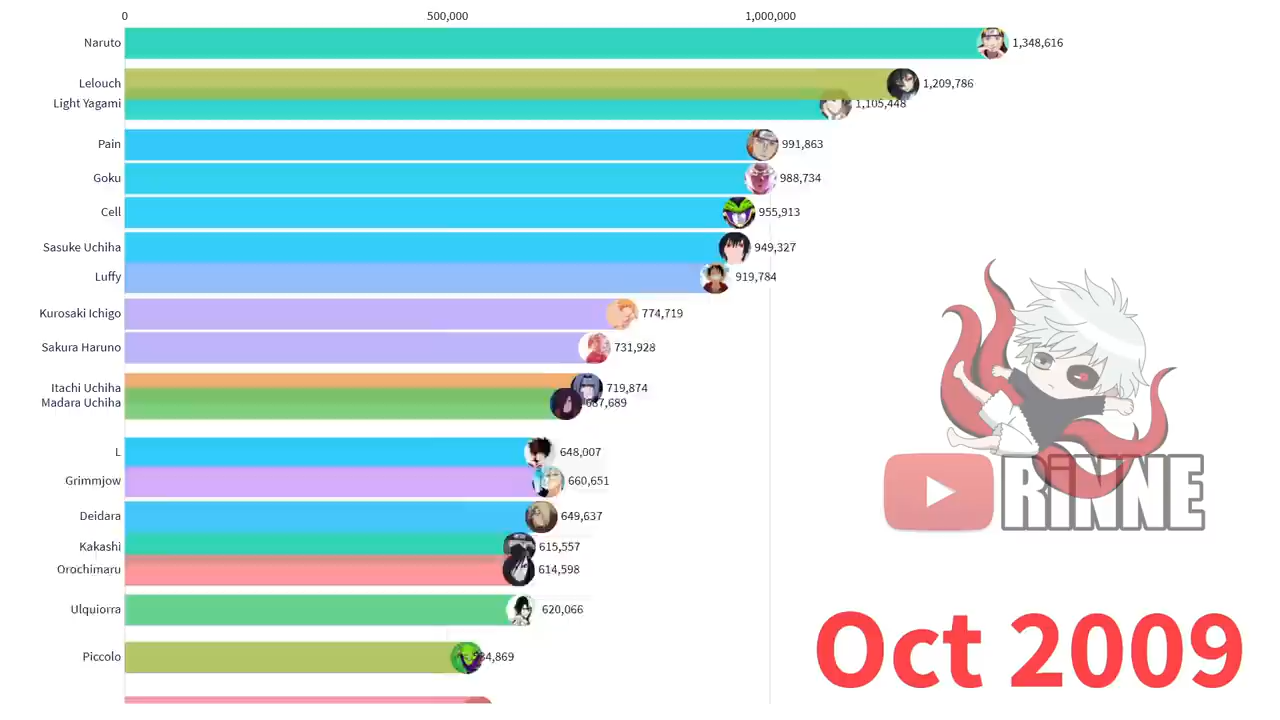 0 500,000 1,000,000
Naruto 1,348,616
Lelouch 1,209,786
Light Yagami 1,105,448
Pain 991,863
Goku 988,734
Cell 955,913
Sasuke Uchiha 949,327
Luffy 919,784
Kurosaki Ichigo 774,719
Sakura Haruno 731,928
Itachi Uchiha 719,874
Madara Uchiha 687,689
L 648,007
Grimmjow 660,651
RiNNE
Deidara 649,637
Kakashi 615,557
Orochimaru 614,598
Ulquiorra 620,066
Oct 2009
Piccolo